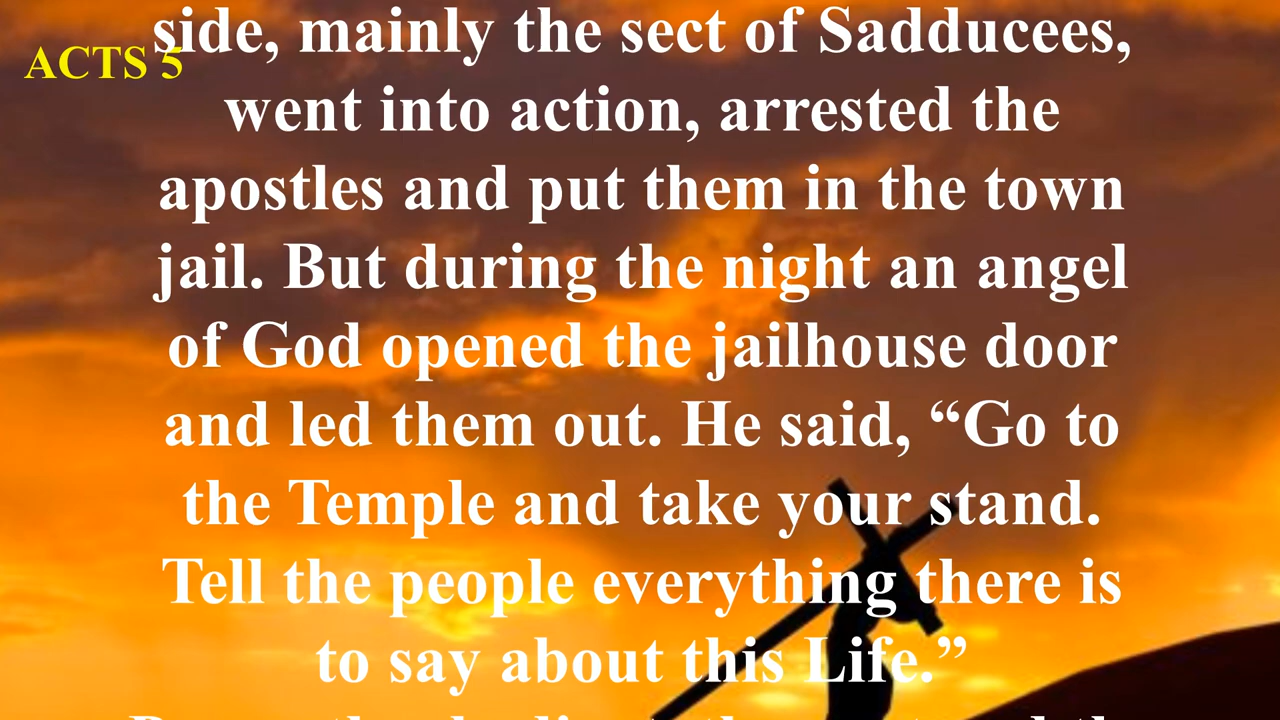 side, mainly the sect of Sadducees,
ACTS 5
went into action, arrested the
apostles and put them in the town
jail. But during the night an angel
of God opened the jailhouse door
and led them out. He said, “Go to
the Temple and take your stand.
Tell the people everything there is
to say about this Life.”